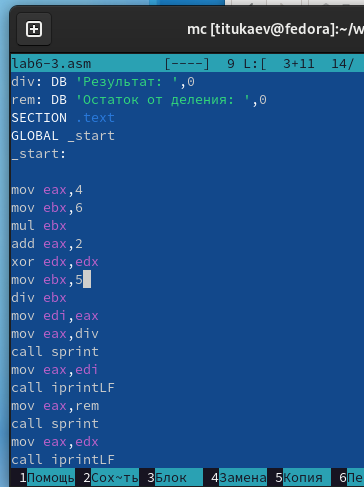 mc [titukaev@fedora]:~/w
lab6-3.asm [----] 9 L:[ 3+11 14/
div: DB 'Результат: ',0
rem: DB 'Остаток от деления: ',0
SECTION .text
GLOBAL _start
_start:
mov eax,4
mov ebx,6
mul ebx
add eax,2
xor edx,edx
mov ebx,5
div ebx
mov edi,eax
mov eax,div
call sprint
mov eax,edi
call iprintLF
mov eax,rem
call sprint
mov eax,edx
call iprintLF
1Помощь 2Сох~ть 3Блок 4Замена 5Копия 6Пе